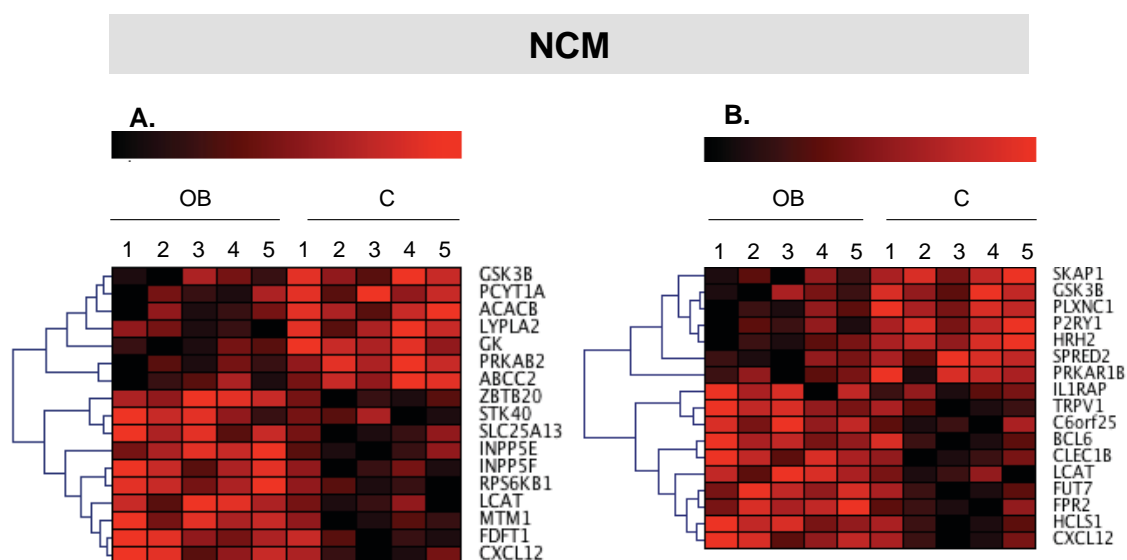 NCM
A.
OB C
1 2 3 4 5 1 2 3 4 5
GSK3B
PCYT1A
ACACB
LYPLA2
GK
PRKAB2
ABCC2
ZBTB20
STK40
SLC25A13
INPP5E
INPP5F
RPS6KB1
LCAT
MTM1
FDFT1
CXCL12
B.
OB C
1 2 3 4 5 1 2 3 4 5
SKAP1
GSK3B
PLXNC1
P2RY1
HRH2
SPRED2
PRKAR1B
IL1RAP
TRPV1
C6orf25
BCL6
CLEC1B
LCAT
FUT7
FPR2
HCLS1
CXCL12